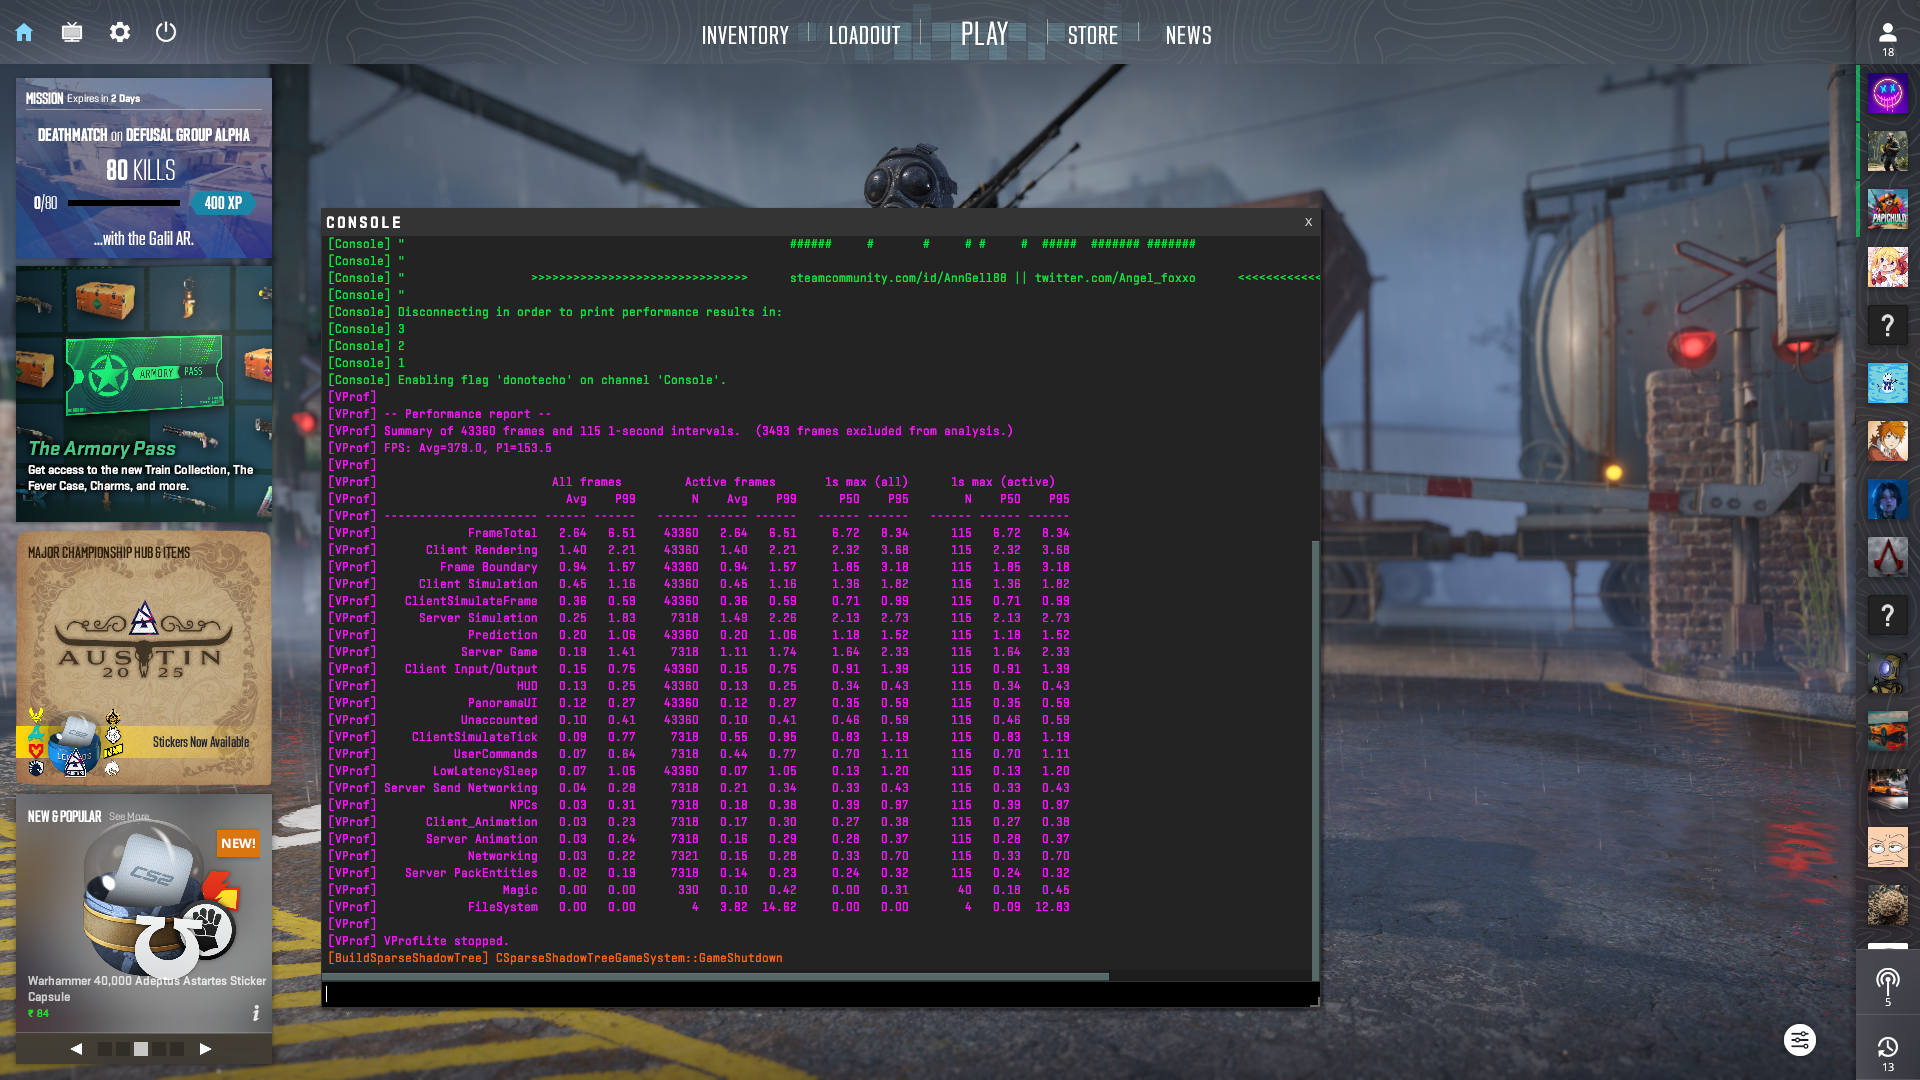 INVENTORY
LOADOUT
PLAY
STORE
NEWS
18
MISSION Expires in 2 Days
DEATHMATCH on DEFUSAL GROUP ALPHA
80 KILLS
0/80
400 XP
...with the Galil AR.
ARMORY PASS
The Armory Pass
Get access to the new Train Collection, The
Fever Case, Charms, and more.
MAJOR CHAMPIONSHIP HUB & ITEMS
AUSTIN
20 25
CS2
Stickers Now Available
NEW & POPULAR See More
NEW!
CS2
Warhammer 40,000 Adeptus Astartes Sticker
Capsule
₹ 84
CONSOLE
X
[Console] " ###### # # # # # ##### ####### #######
[Console] "
[Console] " >>>>>>>>>>>>>>>>>>>>>>>>>>>>>>> steamcommunity.com/id/AnnGell88 || twitter.com/Angel_foxxo <<<<<<<<<<<<
[Console] "
[Console] Disconnecting in order to print performance results in:
[Console] 3
[Console] 2
[Console] 1
[Console] Enabling flag 'donotecho' on channel 'Console'.
[VProf]
[VProf] -- Performance report --
[VProf] Summary of 43360 frames and 115 1-second intervals. (3493 frames excluded from analysis.)
[VProf] FPS: Avg=379.0, P1=153.5
[VProf]
[VProf] All frames Active frames 1s max (all) 1s max (active)
[VProf] Avg P99 N Avg P99 P50 P95 N P50 P95
[VProf] ---------------------- ------ ------ ------ ------ ------ ------ ------ ------ ------ ------
[VProf] FrameTotal 2.64 6.51 43360 2.64 6.51 6.72 8.34 115 6.72 8.34
[VProf] Client Rendering 1.40 2.21 43360 1.40 2.21 2.32 3.68 115 2.32 3.68
[VProf] Frame Boundary 0.94 1.57 43360 0.94 1.57 1.85 3.18 115 1.85 3.18
[VProf] Client Simulation 0.45 1.16 43360 0.45 1.16 1.36 1.82 115 1.36 1.82
[VProf] ClientSimulateFrame 0.36 0.59 43360 0.36 0.59 0.71 0.99 115 0.71 0.99
[VProf] Server Simulation 0.25 1.83 7318 1.49 2.26 2.13 2.73 115 2.13 2.73
[VProf] Prediction 0.20 1.06 43360 0.20 1.06 1.18 1.52 115 1.18 1.52
[VProf] Server Game 0.19 1.41 7318 1.11 1.74 1.64 2.33 115 1.64 2.33
[VProf] Client Input/Output 0.15 0.75 43360 0.15 0.75 0.91 1.39 115 0.91 1.39
[VProf] HUD 0.13 0.25 43360 0.13 0.25 0.34 0.43 115 0.34 0.43
[VProf] PanoramaUI 0.12 0.27 43360 0.12 0.27 0.35 0.59 115 0.35 0.59
[VProf] Unaccounted 0.10 0.41 43360 0.10 0.41 0.46 0.59 115 0.46 0.59
[VProf] ClientSimulateTick 0.09 0.77 7318 0.55 0.95 0.83 1.19 115 0.83 1.19
[VProf] UserCommands 0.07 0.64 7318 0.44 0.77 0.70 1.11 115 0.70 1.11
[VProf] LowLatencySleep 0.07 1.05 43360 0.07 1.05 0.13 1.20 115 0.13 1.20
[VProf] Server Send Networking 0.04 0.28 7318 0.21 0.34 0.33 0.43 115 0.33 0.43
[VProf] NPCs 0.03 0.31 7318 0.18 0.38 0.39 0.97 115 0.39 0.97
[VProf] Client_Animation 0.03 0.23 7318 0.17 0.30 0.27 0.38 115 0.27 0.38
[VProf] Server Animation 0.03 0.24 7318 0.16 0.29 0.28 0.37 115 0.28 0.37
[VProf] Networking 0.03 0.22 7321 0.15 0.28 0.33 0.70 115 0.33 0.70
[VProf] Server PackEntities 0.02 0.19 7318 0.14 0.23 0.24 0.32 115 0.24 0.32
[VProf] Magic 0.00 0.00 330 0.10 0.42 0.00 0.31 40 0.18 0.45
[VProf] FileSystem 0.00 0.00 4 3.82 14.62 0.00 0.00 4 0.09 12.83
[VProf]
[VProf] VProfLite stopped.
[BuildSparseShadowTree] CSparseShadowTreeGameSystem::GameShutdown
PAPICHULO
?
?
5
13